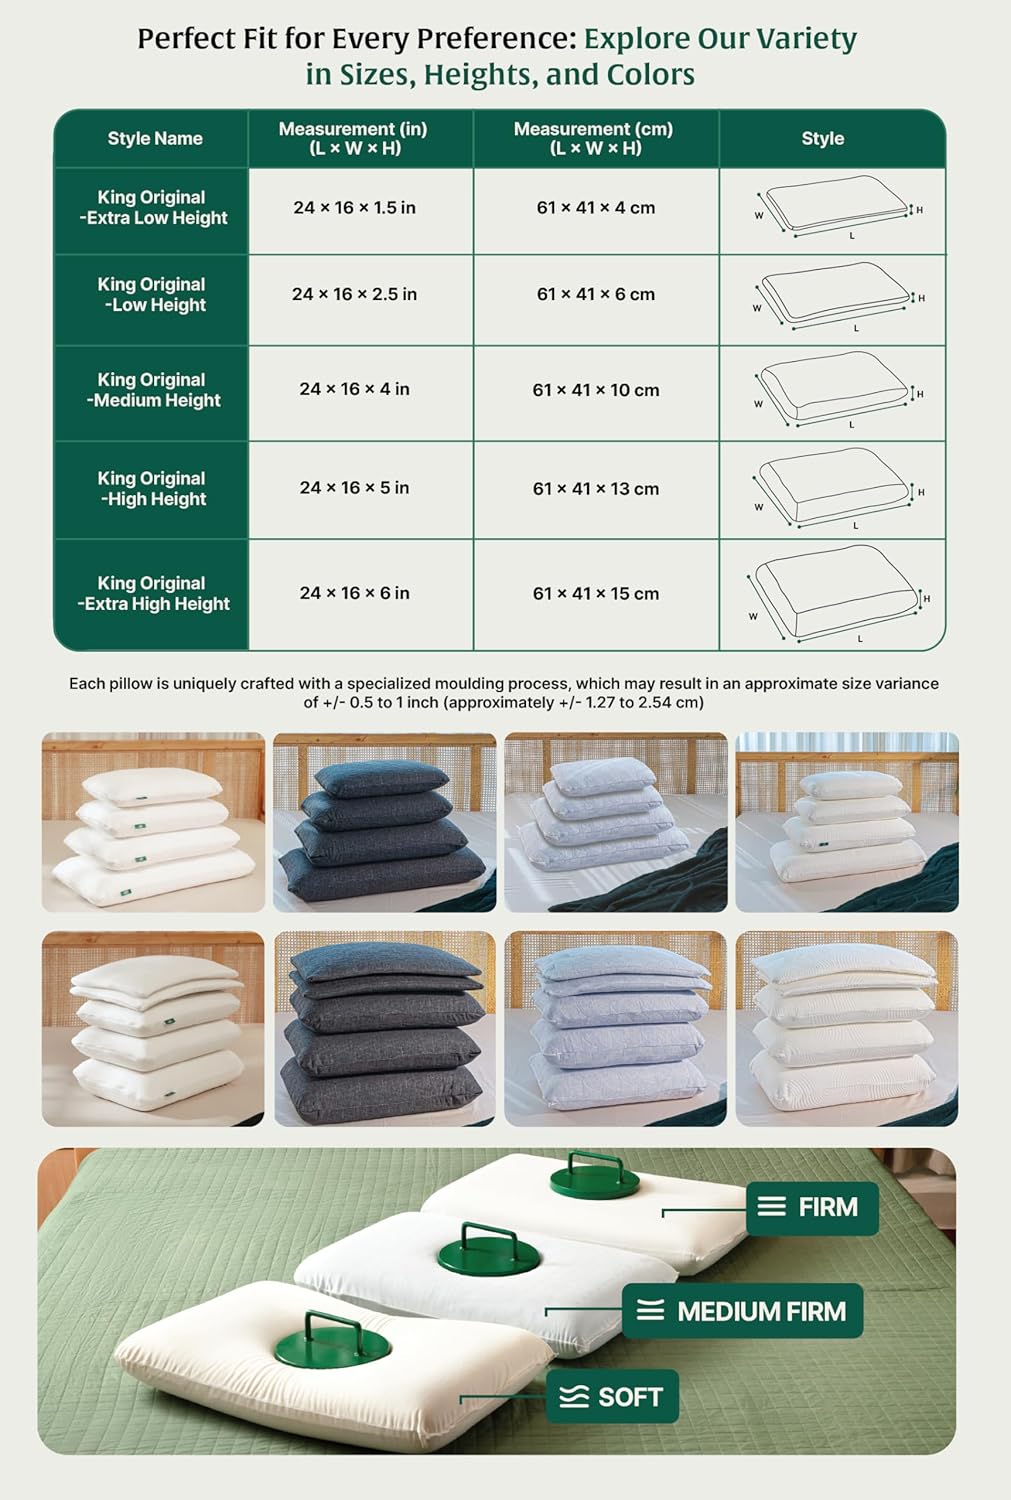 Perfect Fit for Every Preference: Explore Our Variety
in Sizes, Heights, and Colors
Style Name
Measurement (in)
(L × W × H)
Measurement (cm)
(L × W × H)
Style
King Original
-Extra Low Height
24 × 16 × 1.5 in
61 × 41 × 4 cm
W
L
H
King Original
-Low Height
24 × 16 × 2.5 in
61 × 41 × 6 cm
W
L
H
King Original
-Medium Height
24 × 16 × 4 in
61 × 41 × 10 cm
W
L
H
King Original
-High Height
24 × 16 × 5 in
61 × 41 × 13 cm
W
L
H
King Original
-Extra High Height
24 × 16 × 6 in
61 × 41 × 15 cm
W
L
H
Each pillow is uniquely crafted with a specialized moulding process, which may result in an approximate size variance
of +/- 0.5 to 1 inch (approximately +/- 1.27 to 2.54 cm)
FIRM
MEDIUM FIRM
SOFT